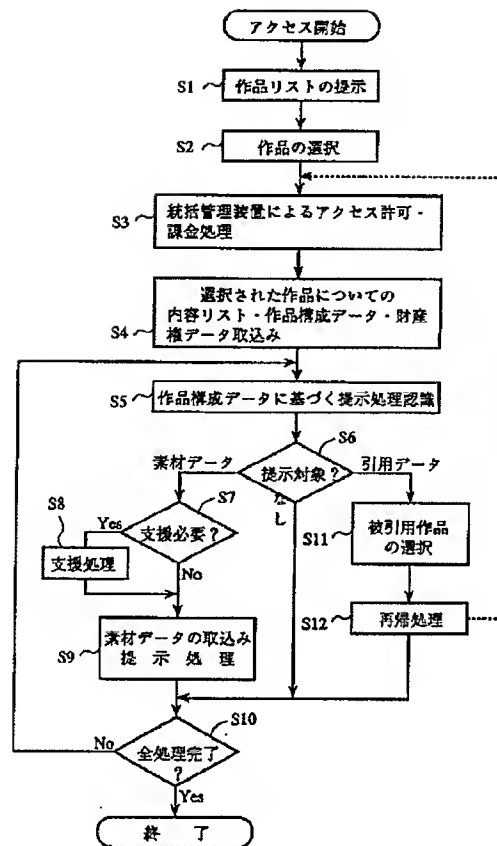 アクセス開始
S1
作品リストの提示
S2
作品の選択
S3
統括管理装置によるアクセス許可・
課金処理
S4
選択された作品についての
内容リスト・作品構成データ・財産
権データ取込み
S5
作品構成データに基づく提示処理認識
S6
提示対象?
素材データ
なし
引用データ
S7
支援必要?
Yes
No
S8
支援処理
S9
素材データの取込み
提示処理
S11
被引用作品
の選択
S12
再帰処理
S10
全処理完了
?
No
Yes
終了